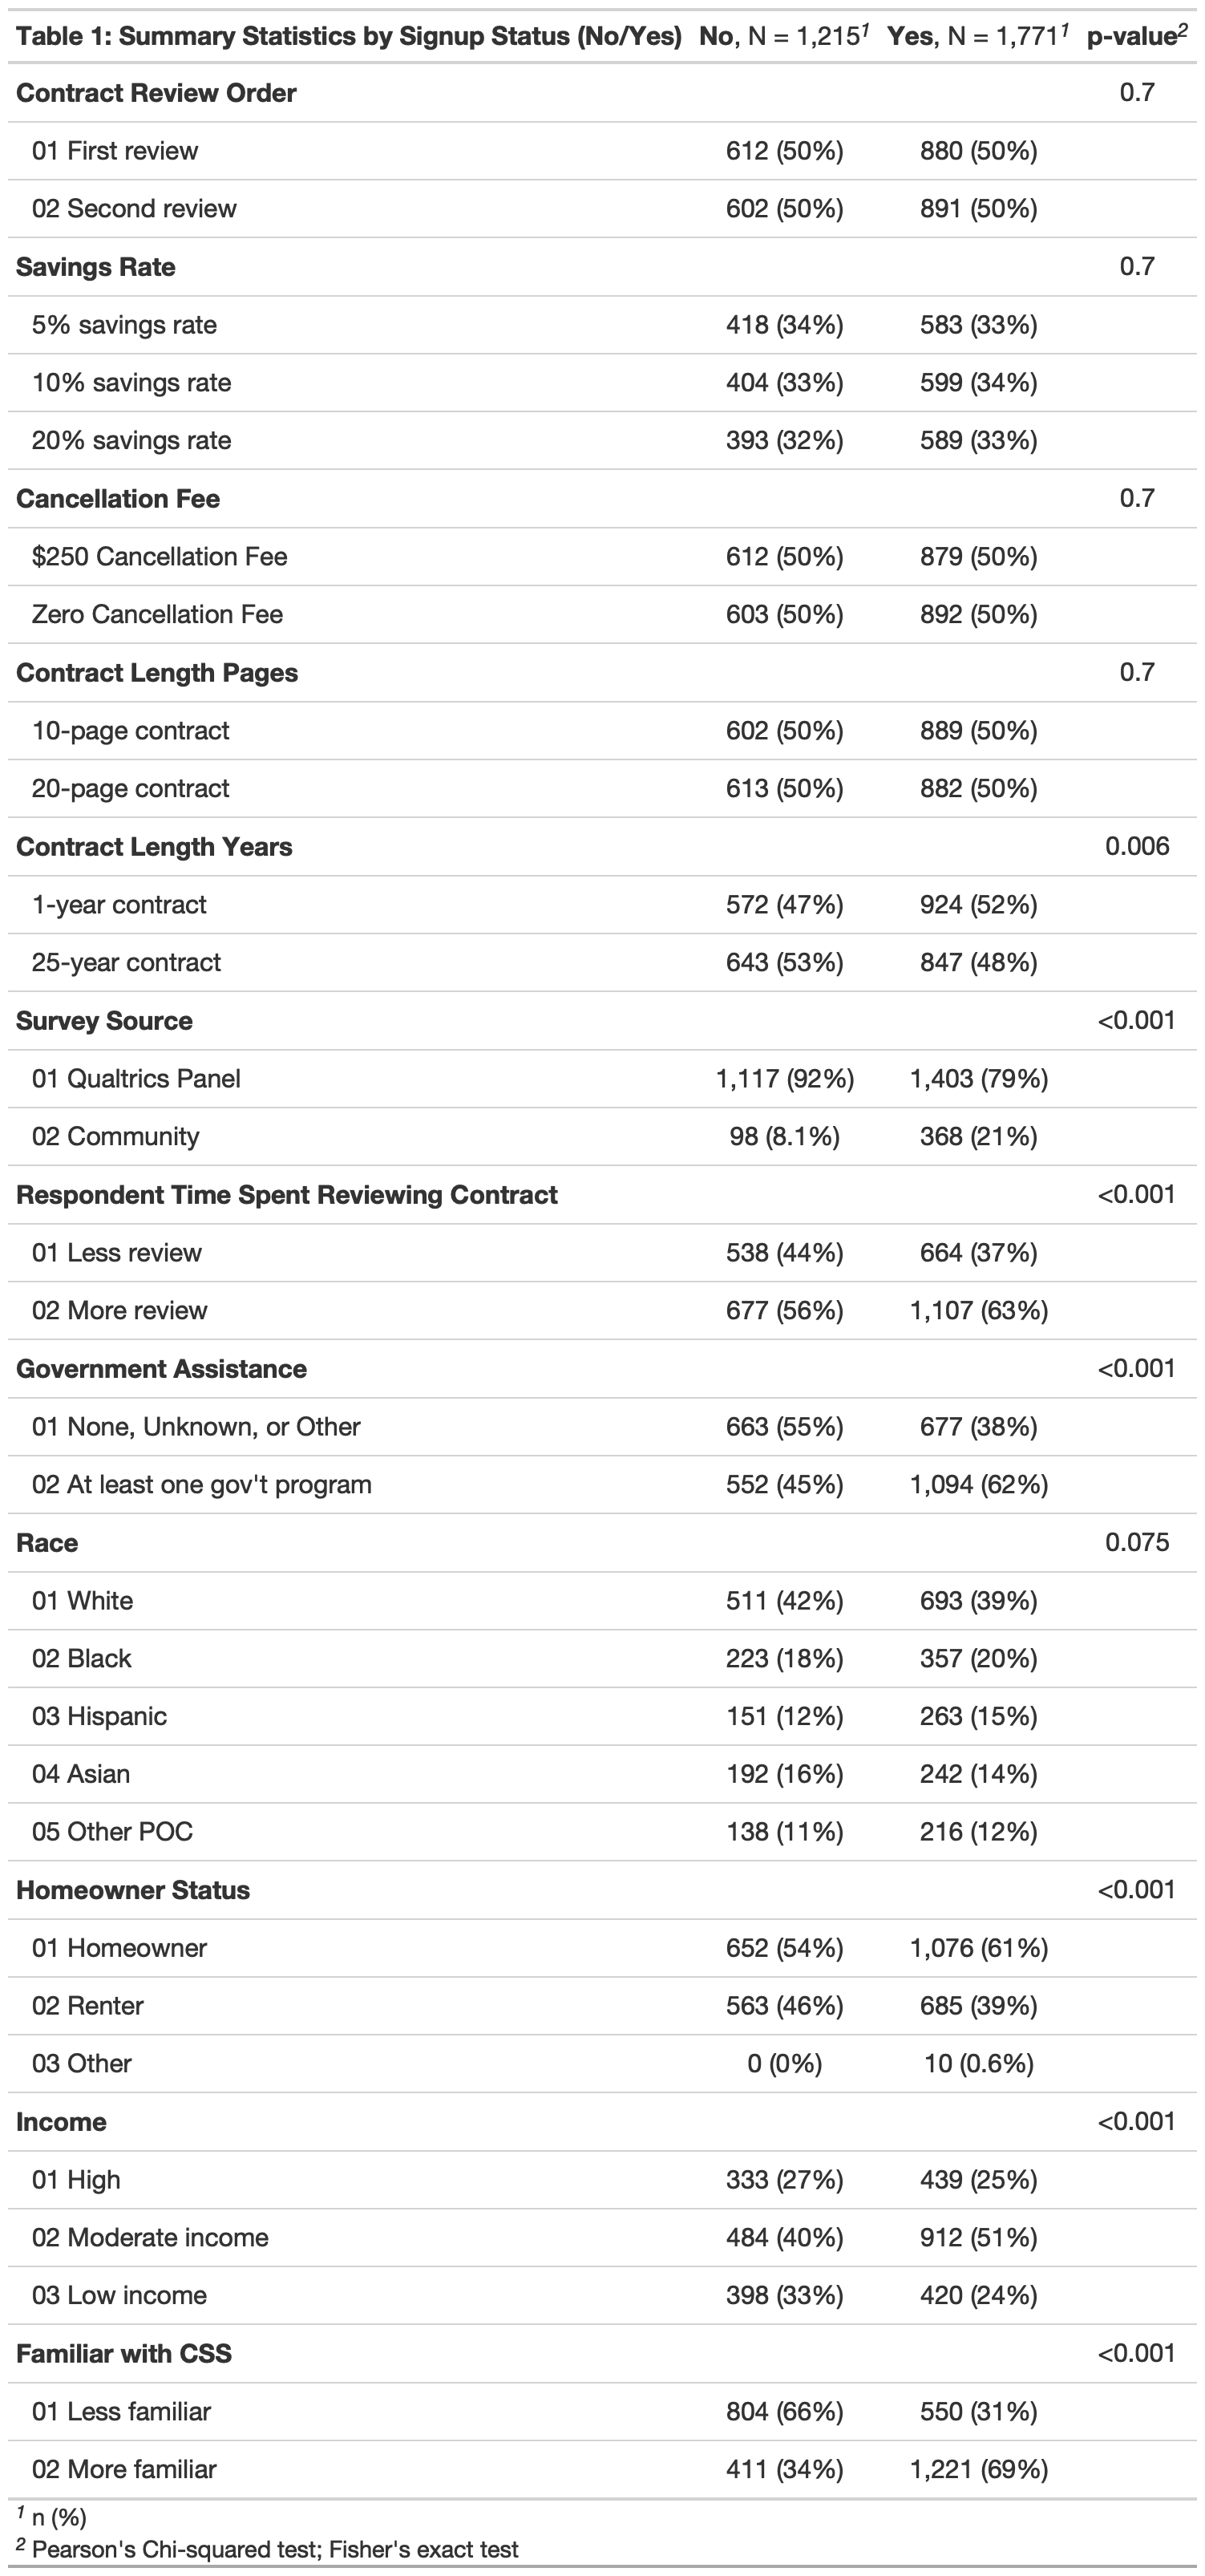 Table 1: Summary Statistics by Signup Status (No/Yes) No, N = 1,215¹ Yes, N = 1,771¹ p-value²
Contract Review Order 0.7
01 First review 612 (50%) 880 (50%)
02 Second review 602 (50%) 891 (50%)
Savings Rate 0.7
5% savings rate 418 (34%) 583 (33%)
10% savings rate 404 (33%) 599 (34%)
20% savings rate 393 (32%) 589 (33%)
Cancellation Fee 0.7
$250 Cancellation Fee 612 (50%) 879 (50%)
Zero Cancellation Fee 603 (50%) 892 (50%)
Contract Length Pages 0.7
10-page contract 602 (50%) 889 (50%)
20-page contract 613 (50%) 882 (50%)
Contract Length Years 0.006
1-year contract 572 (47%) 924 (52%)
25-year contract 643 (53%) 847 (48%)
Survey Source <0.001
01 Qualtrics Panel 1,117 (92%) 1,403 (79%)
02 Community 98 (8.1%) 368 (21%)
Respondent Time Spent Reviewing Contract <0.001
01 Less review 538 (44%) 664 (37%)
02 More review 677 (56%) 1,107 (63%)
Government Assistance <0.001
01 None, Unknown, or Other 663 (55%) 677 (38%)
02 At least one gov't program 552 (45%) 1,094 (62%)
Race 0.075
01 White 511 (42%) 693 (39%)
02 Black 223 (18%) 357 (20%)
03 Hispanic 151 (12%) 263 (15%)
04 Asian 192 (16%) 242 (14%)
05 Other POC 138 (11%) 216 (12%)
Homeowner Status <0.001
01 Homeowner 652 (54%) 1,076 (61%)
02 Renter 563 (46%) 685 (39%)
03 Other 0 (0%) 10 (0.6%)
Income <0.001
01 High 333 (27%) 439 (25%)
02 Moderate income 484 (40%) 912 (51%)
03 Low income 398 (33%) 420 (24%)
Familiar with CSS <0.001
01 Less familiar 804 (66%) 550 (31%)
02 More familiar 411 (34%) 1,221 (69%)
¹ n (%)
² Pearson's Chi-squared test; Fisher's exact test